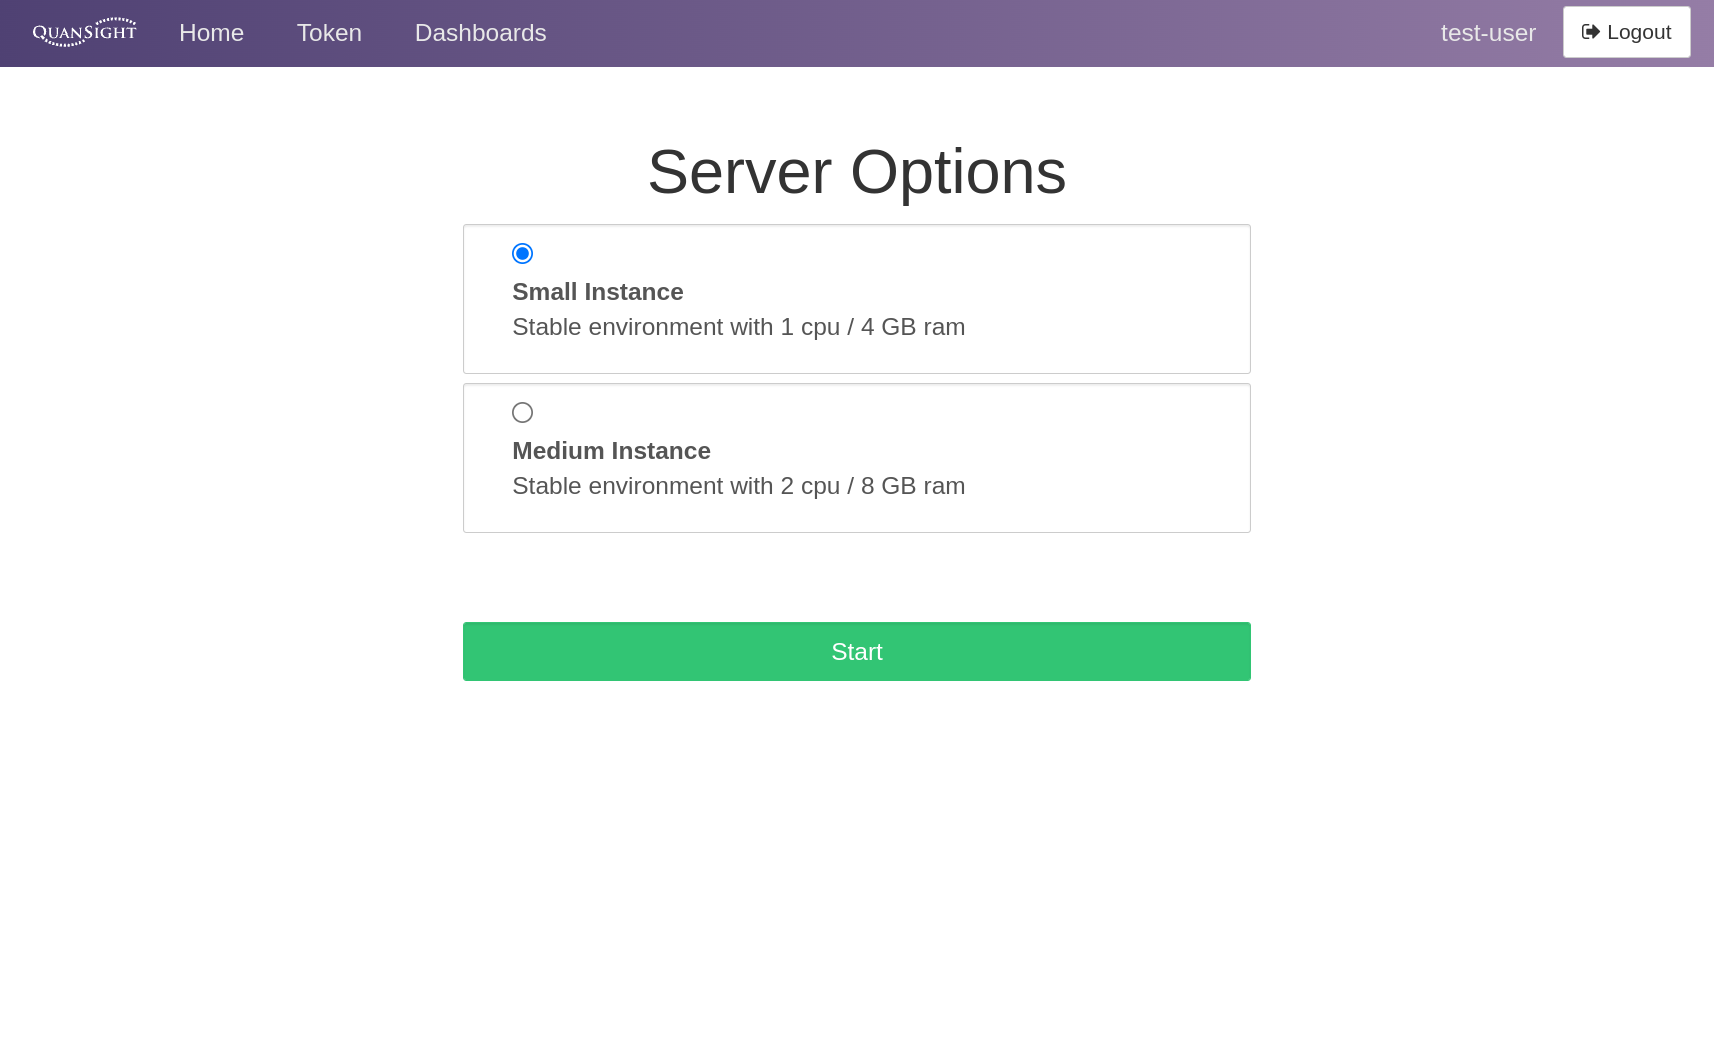 QUANSIGHT Home Token Dashboards test-user Logout
Server Options
Small Instance
Stable environment with 1 cpu / 4 GB ram
Medium Instance
Stable environment with 2 cpu / 8 GB ram
Start